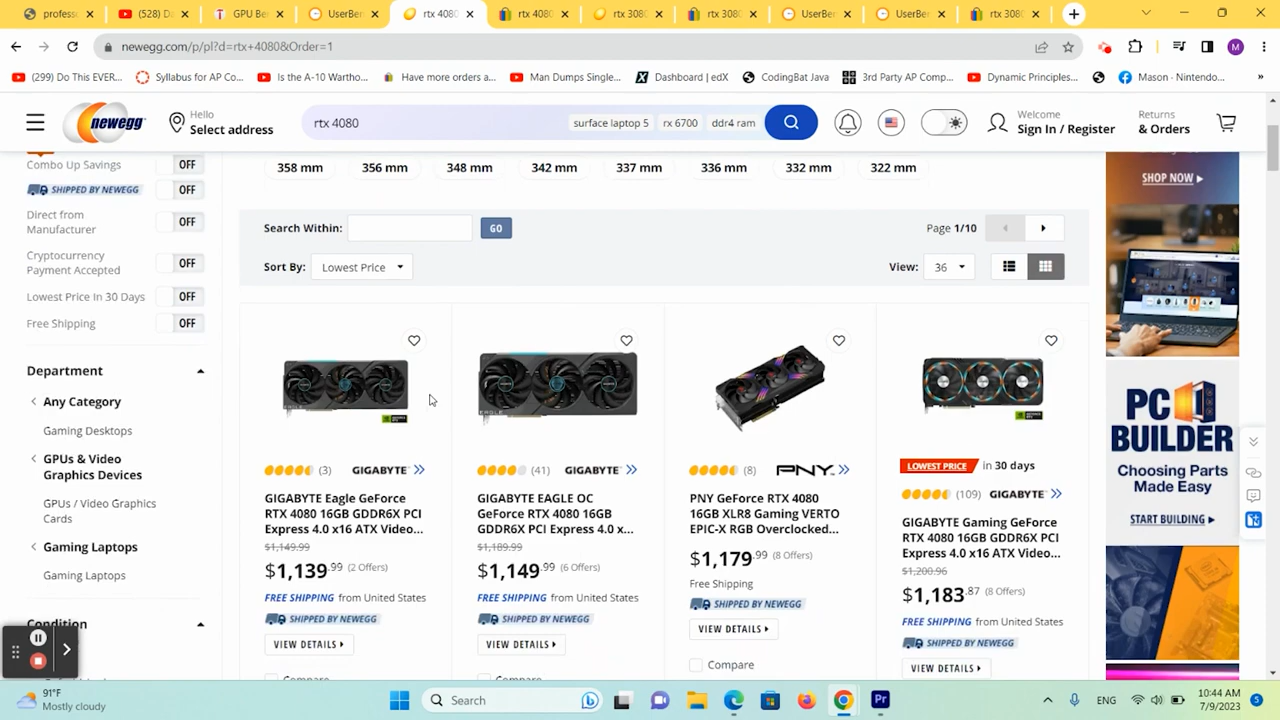 profess
(528) Da
GPU Be
UserBe
rtx 4080
rtx 4080
rtx 3080
rtx 3080
UserBe
UserBe
rtx 3080
newegg.com/p/pl?d=rtx+4080&Order=1
M
(299) Do This EVER...
Syllabus for AP Co...
Is the A-10 Wartho...
Have more orders a...
Man Dumps Single...
Dashboard | edX
CodingBat Java
3rd Party AP Comp...
Dynamic Principles...
Mason - Nintendo...
newegg
Hello
Select address
rtx 4080
surface laptop 5
rx 6700
ddr4 ram
Welcome
Sign In / Register
Returns
& Orders
Combo Up Savings
OFF
SHIPPED BY NEWEGG
OFF
Direct from
Manufacturer
OFF
Cryptocurrency
Payment Accepted
OFF
Lowest Price In 30 Days
OFF
Free Shipping
OFF
Department
Any Category
Gaming Desktops
GPUs & Video
Graphics Devices
GPUs / Video Graphics
Cards
Gaming Laptops
Gaming Laptops
Condition
358 mm
356 mm
348 mm
342 mm
337 mm
336 mm
332 mm
322 mm
Search Within:
GO
Page 1/10
Sort By:
Lowest Price
View:
36
(3)
GIGABYTE
GIGABYTE Eagle GeForce
RTX 4080 16GB GDDR6X PCI
Express 4.0 x16 ATX Video...
$1,149.99
$1,139.99 (2 Offers)
FREE SHIPPING from United States
SHIPPED BY NEWEGG
VIEW DETAILS
Compare
(41)
GIGABYTE
GIGABYTE EAGLE OC
GeForce RTX 4080 16GB
GDDR6X PCI Express 4.0 x...
$1,189.99
$1,149.99 (6 Offers)
FREE SHIPPING from United States
SHIPPED BY NEWEGG
VIEW DETAILS
Compare
(8)
PNY
PNY GeForce RTX 4080
16GB XLR8 Gaming VERTO
EPIC-X RGB Overclocked...
$1,179.99 (8 Offers)
Free Shipping
SHIPPED BY NEWEGG
VIEW DETAILS
Compare
LOWEST PRICE in 30 days
(109)
GIGABYTE
GIGABYTE Gaming GeForce
RTX 4080 16GB GDDR6X PCI
Express 4.0 x16 ATX Video...
$1,200.96
$1,183.87 (8 Offers)
FREE SHIPPING from United States
SHIPPED BY NEWEGG
VIEW DETAILS
SHOP NOW
PC
BUILDER
Choosing Parts
Made Easy
START BUILDING
91°F
Mostly cloudy
Search
Pr
ENG
10:44 AM
7/9/2023
5